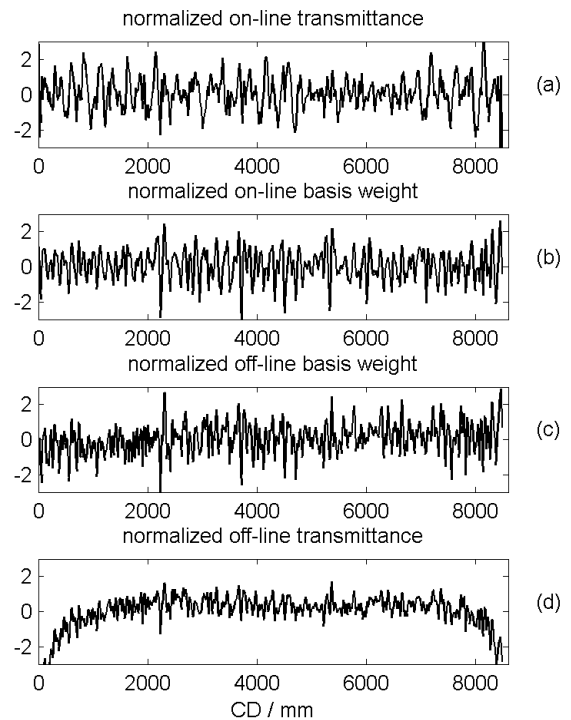 normalized on-line transmittance
2
0
-2
(a)
0 2000 4000 6000 8000
normalized on-line basis weight
2
0
-2
(b)
0 2000 4000 6000 8000
normalized off-line basis weight
2
0
-2
(c)
0 2000 4000 6000 8000
normalized off-line transmittance
2
0
-2
(d)
0 2000 4000 6000 8000
CD / mm